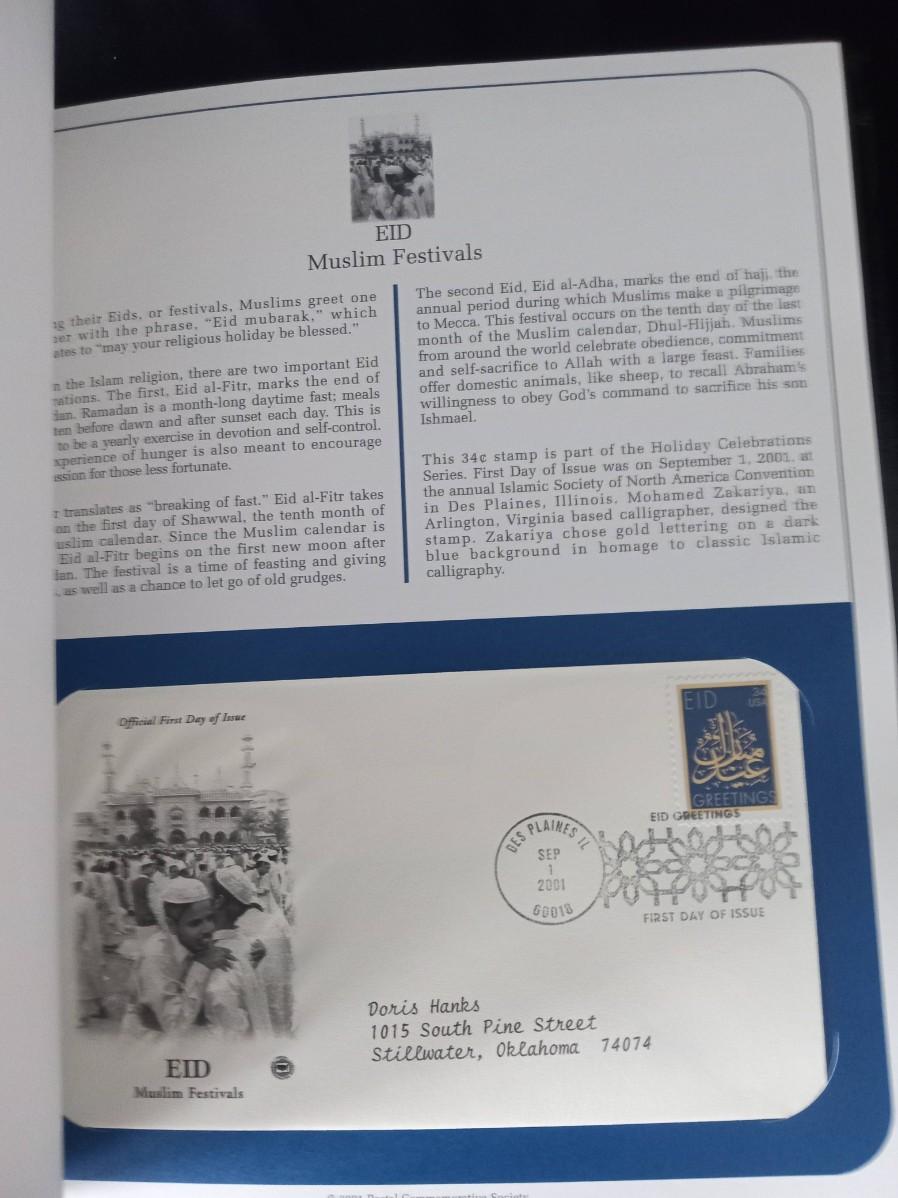 EID
Muslim Festivals
their Eids, or festivals, Muslims greet one
with the phrase, “Eid mubarak,” which
to “may your religious holiday be blessed.”
the Islam religion, there are two important Eid
The first, Eid al-Fitr, marks the end of
Ramadan is a month-long daytime fast; meals
before dawn and after sunset each day. This is
to be a yearly exercise in devotion and self-control.
of hunger is also meant to encourage
for those less fortunate.
translates as “breaking of fast.” Eid al-Fitr takes
on the first day of Shawwal, the tenth month of
calendar. Since the Muslim calendar is
Eid al-Fitr begins on the first new moon after
The festival is a time of feasting and giving
, as well as a chance to let go of old grudges.
The second Eid, Eid al-Adha, marks the end of hajj, the
annual period during which Muslims make a pilgrimage
to Mecca. This festival occurs on the tenth day of the last
month of the Muslim calendar, Dhul-Hijjah. Muslims
from around the world celebrate obedience, commitment
and self-sacrifice to Allah with a large feast. Families
offer domestic animals, like sheep, to recall Abraham's
willingness to obey God's command to sacrifice his son
Ishmael.
This 34¢ stamp is part of the Holiday Celebrations
Series. First Day of Issue was on September 1, 2001, at
the annual Islamic Society of North America Convention
in Des Plaines, Illinois. Mohamed Zakariya, an
Arlington, Virginia based calligrapher, designed the
stamp. Zakariya chose gold lettering on a dark
blue background in homage to classic Islamic
calligraphy.
Official First Day of Issue
EID
34
USA
عيد مبارك
GREETINGS
EID GREETINGS
DES PLAINES IL
SEP
1
2001
60018
FIRST DAY OF ISSUE
Doris Hanks
1015 South Pine Street
Stillwater, Oklahoma 74074
EID
Muslim Festivals
Postal Commemorative Society